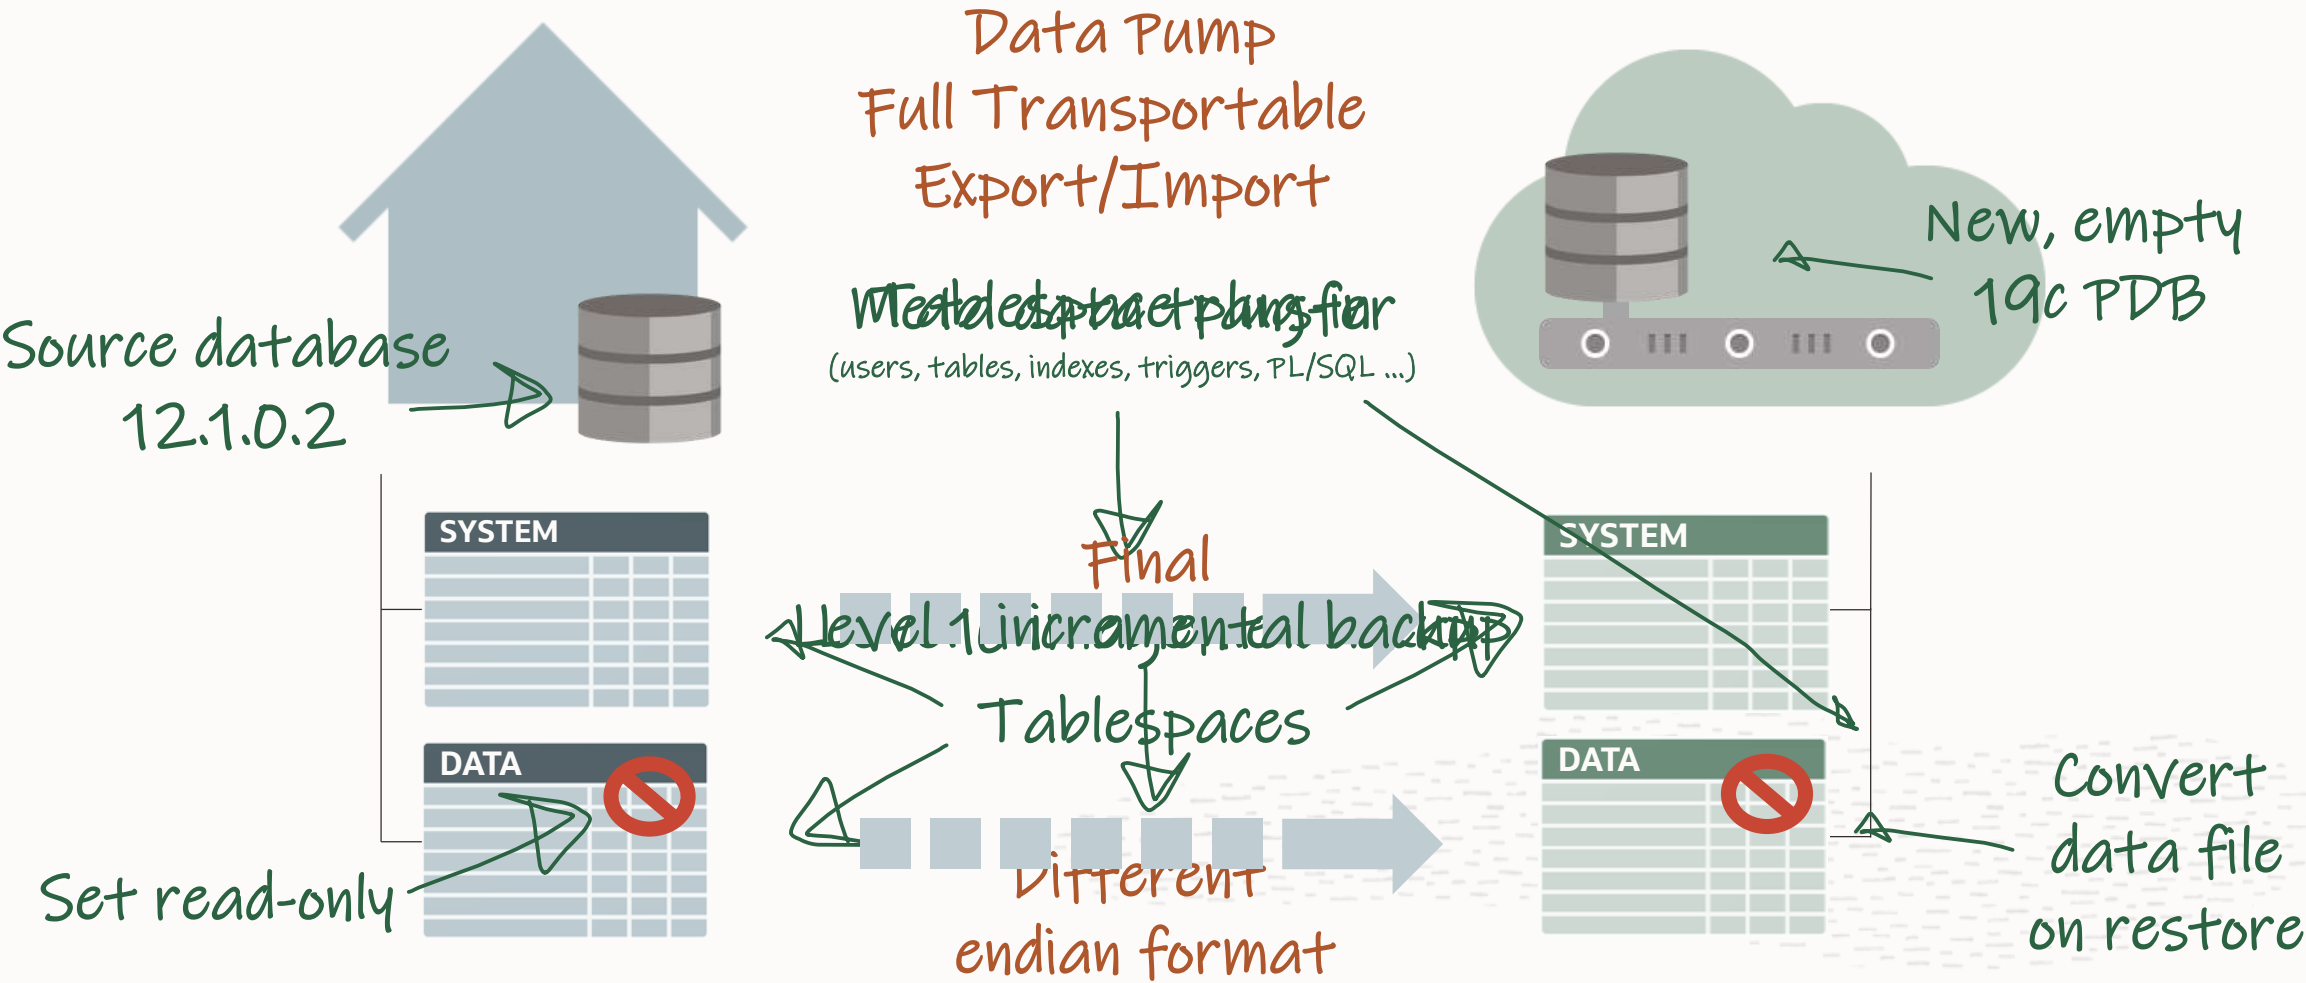 Data Pump
Full Transportable
Export/Import
New, empty
19c PDB
Source database
12.1.0.2
(users, tables, indexes, triggers, PL/SQL ...)
SYSTEM
SYSTEM
Final
Level 1 incremental backup
Tablespaces
DATA
DATA
Set read-only
Convert
data file
on restore
Different
endian format